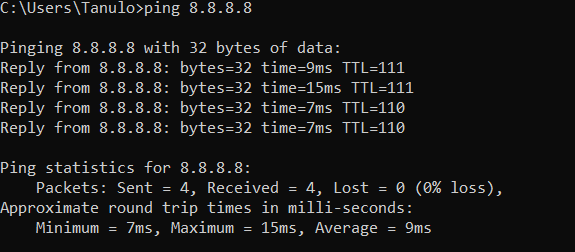 C:\Users\Tanulo>ping 8.8.8.8
Pinging 8.8.8.8 with 32 bytes of data:
Reply from 8.8.8.8: bytes=32 time=9ms TTL=111
Reply from 8.8.8.8: bytes=32 time=15ms TTL=111
Reply from 8.8.8.8: bytes=32 time=7ms TTL=110
Reply from 8.8.8.8: bytes=32 time=7ms TTL=110
Ping statistics for 8.8.8.8:
    Packets: Sent = 4, Received = 4, Lost = 0 (0% loss),
Approximate round trip times in milli-seconds:
    Minimum = 7ms, Maximum = 15ms, Average = 9ms